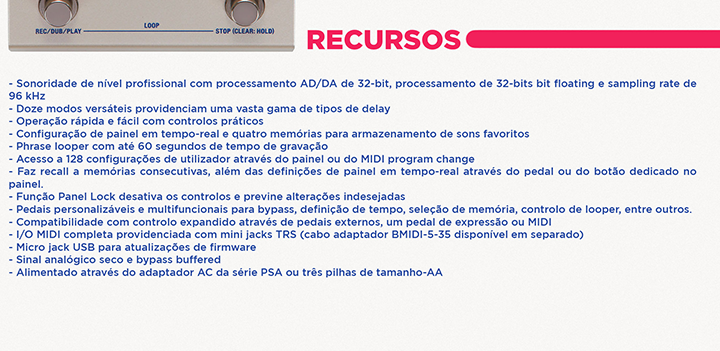 REC/DUB/PLAY
LOOP
STOP (CLEAR: HOLD)
RECURSOS
- Sonoridade de nível profissional com processamento AD/DA de 32-bit, processamento de 32-bits bit floating e sampling rate de
96 kHz
- Doze modos versáteis providenciam uma vasta gama de tipos de delay
- Operação rápida e fácil com controlos práticos
- Configuração de painel em tempo-real e quatro memórias para armazenamento de sons favoritos
- Phrase looper com até 60 segundos de tempo de gravação
- Acesso a 128 configurações de utilizador através do painel ou do MIDI program change
- Faz recall a memórias consecutivas, além das definições de painel em tempo-real através do pedal ou do botão dedicado no
painel.
- Função Panel Lock desativa os controlos e previne alterações indesejadas
- Pedais personalizáveis e multifuncionais para bypass, definição de tempo, seleção de memória, controlo de looper, entre outros.
- Compatibilidade com controlo expandido através de pedais externos, um pedal de expressão ou MIDI
- I/O MIDI completa providenciada com mini jacks TRS (cabo adaptador BMIDI-5-35 disponível em separado)
- Micro jack USB para atualizações de firmware
- Sinal analógico seco e bypass buffered
- Alimentado através do adaptador AC da série PSA ou três pilhas de tamanho-AA